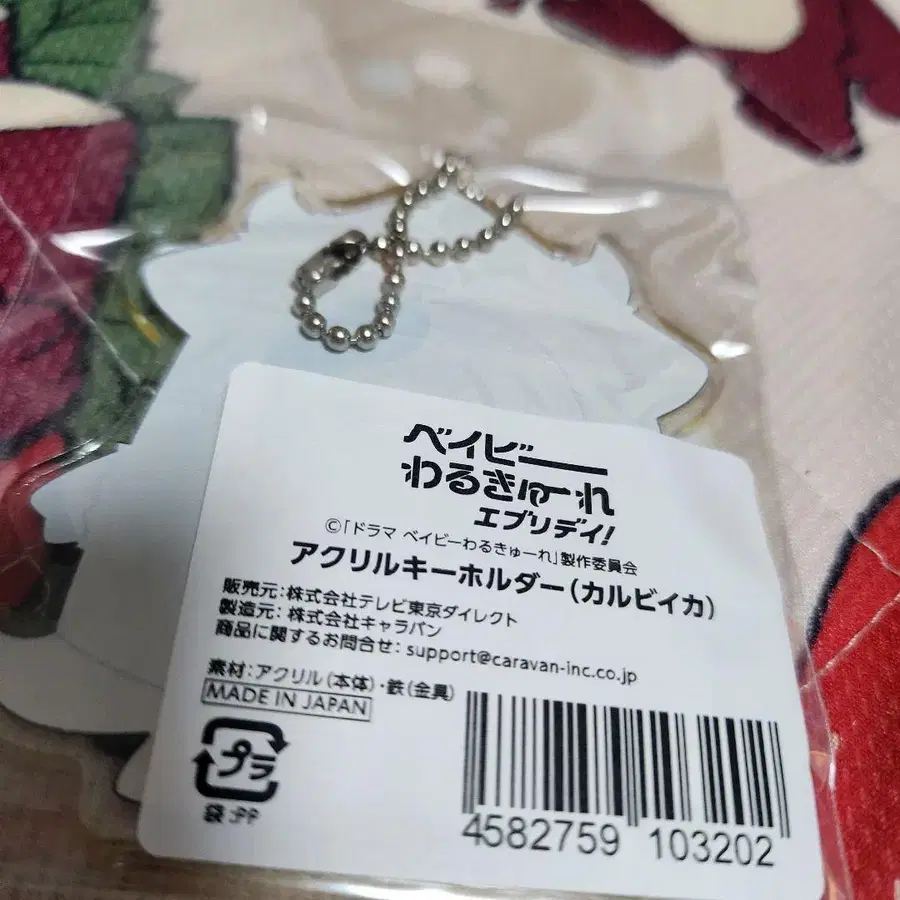 ベイビー
わるきゅーれ
エブリデイ!
©「ドラマ ベイビーわるきゅーれ」製作委員会
アクリルキーホルダー(カルビイカ)
販売元:株式会社テレビ東京ダイレクト
製造元:株式会社キャラバン
商品に関するお問合せ:support@caravan-inc.co.jp
素材:アクリル(本体)・鉄(金具)
MADE IN JAPAN
プラ
袋:PP
4582759 103202